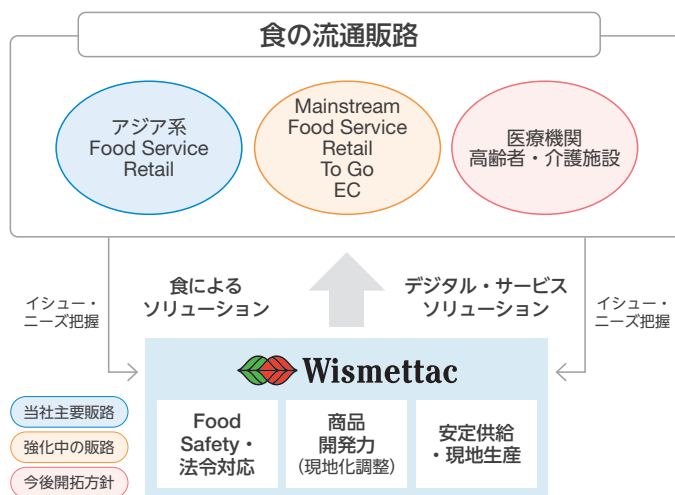 食の流通販路
アジア系
Food Service
Retail
Mainstream
Food Service
Retail
To Go
EC
医療機関
高齢者・介護施設
イシュー・
ニーズ把握
食による
ソリューション
デジタル・サービス
ソリューション
イシュー・
ニーズ把握
Wismettac
当社主要販路
強化中の販路
今後開拓方針
Food
Safety・
法令対応
商品
開発力
（現地化調整）
安定供給
・現地生産